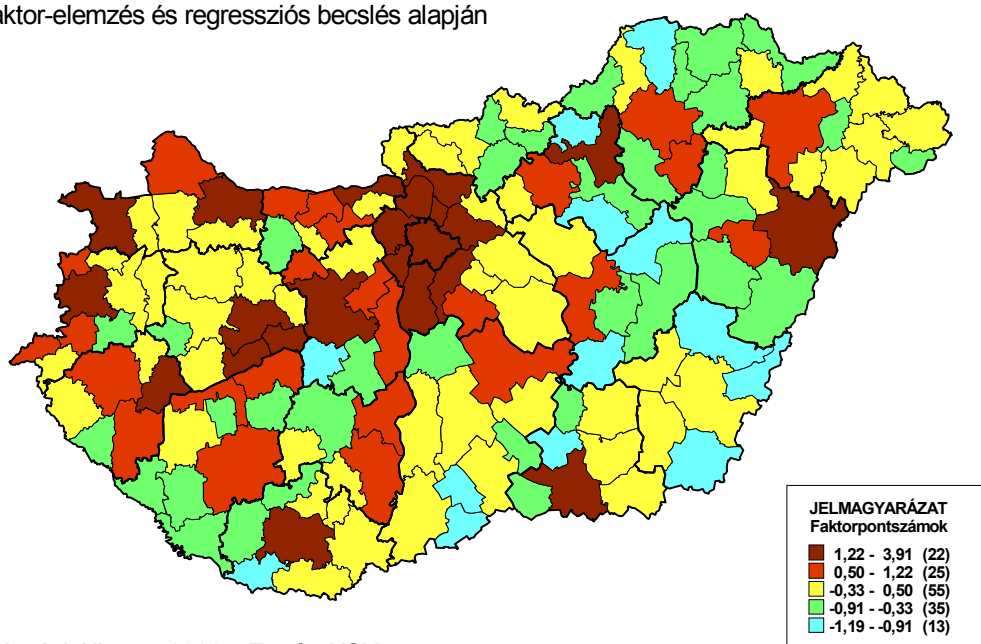 aktor-elemzés és regressziós becslés alapján
JELMAGYARÁZAT
Faktorpontszámok
1,22 - 3,91 (22)
0,50 - 1,22 (25)
-0,33 - 0,50 (55)
-0,91 - -0,33 (35)
-1,19 - -0,91 (13)